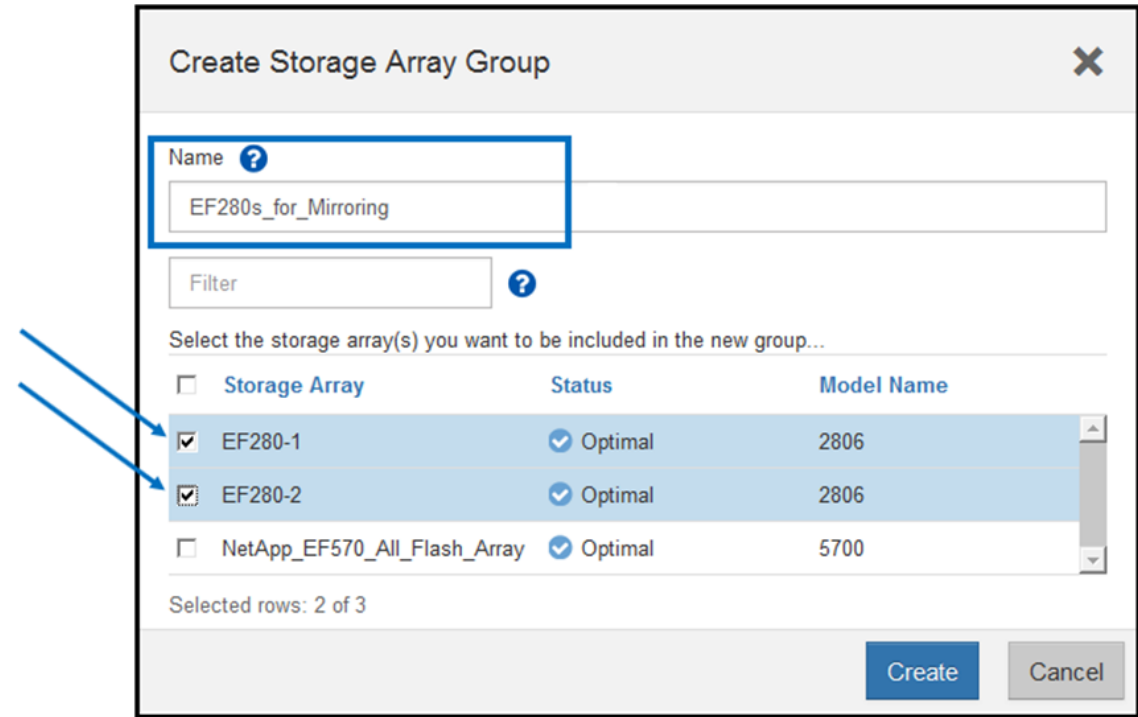 Create Storage Array Group
Name
EF280s_for_Mirroring
Filter
Select the storage array(s) you want to be included in the new group...
Storage Array Status Model Name
EF280-1 Optimal 2806
EF280-2 Optimal 2806
NetApp_EF570_All_Flash_Array Optimal 5700
Selected rows: 2 of 3
Create Cancel